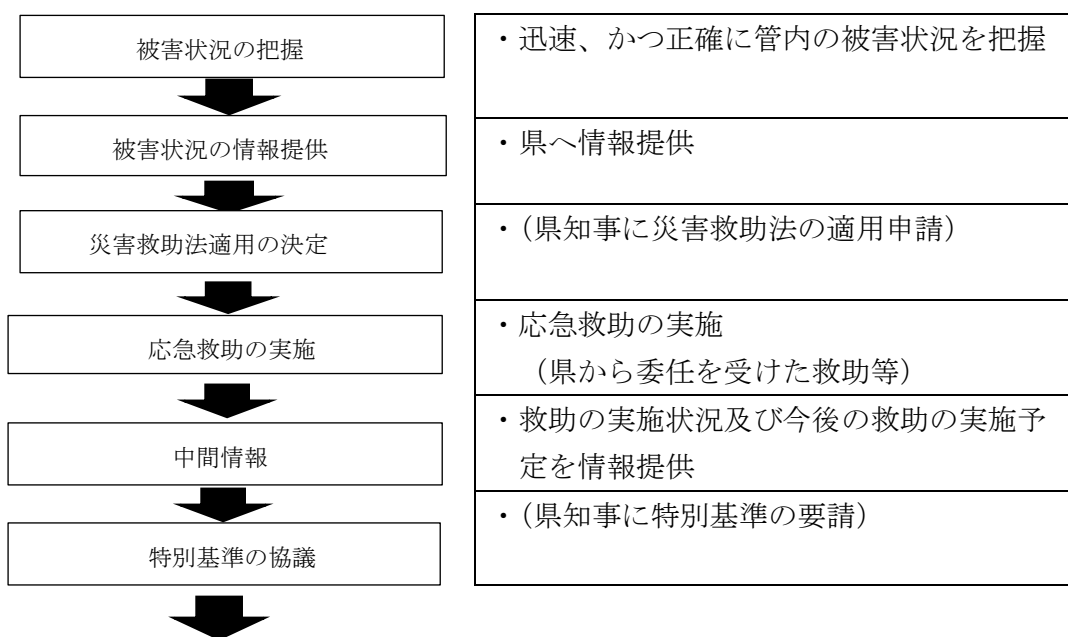 被害状況の把握
・迅速、かつ正確に管内の被害状況を把握
被害状況の情報提供
・県へ情報提供
災害救助法適用の決定
・（県知事に災害救助法の適用申請）
応急救助の実施
・応急救助の実施
（県から委任を受けた救助等）
中間情報
・救助の実施状況及び今後の救助の実施予
定を情報提供
特別基準の協議
・（県知事に特別基準の要請）